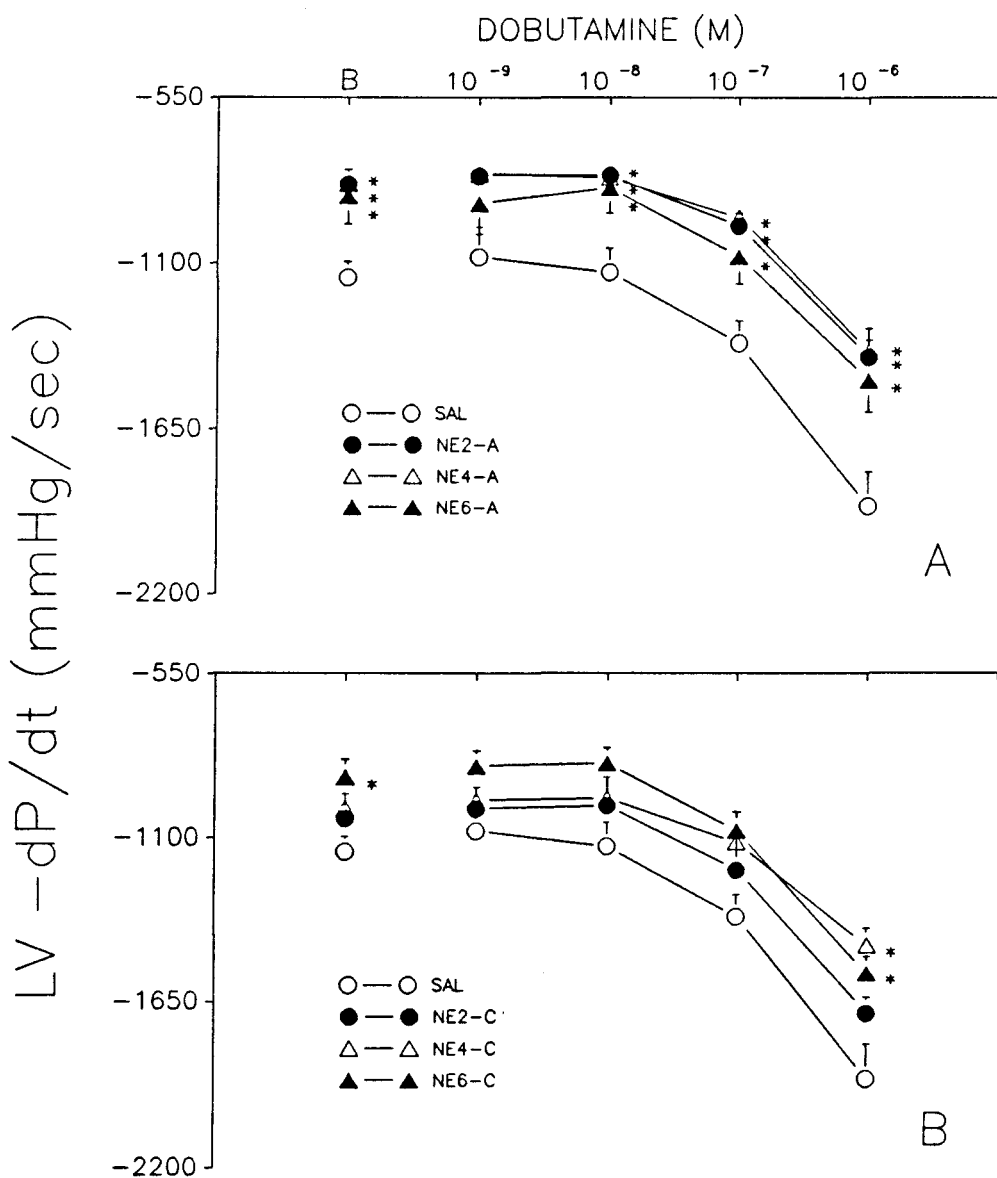 DOBUTAMINE (M)
B 10⁻⁹ 10⁻⁸ 10⁻⁷ 10⁻⁶
-550
-1100
-1650
-2200
* * *
* * *
* * *
* * *
SAL
NE2-A
NE4-A
NE6-A
A
LV -dP/dt (mmHg/sec)
-550
-1100
-1650
-2200
*
* *
SAL
NE2-C
NE4-C
NE6-C
B